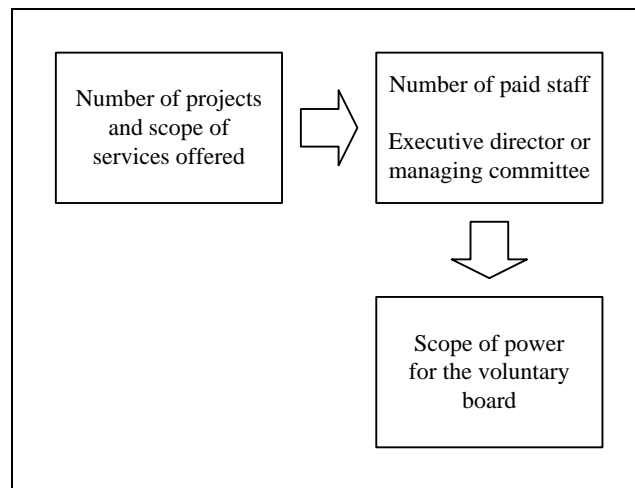 Number of projects
and scope of
services offered
Number of paid staff
Executive director or
managing committee
Scope of power
for the voluntary
board